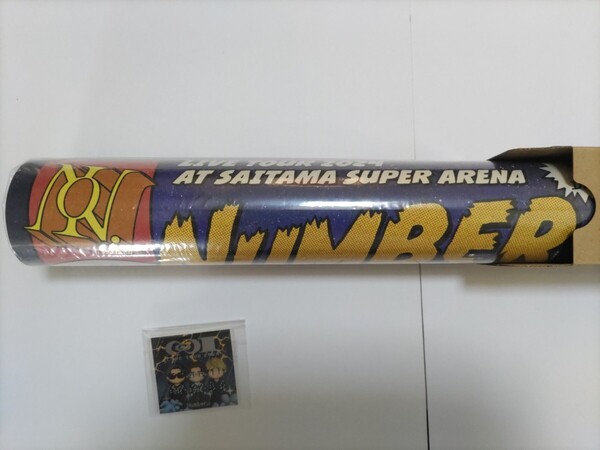 LIVE TOUR 2024
AT SAITAMA SUPER ARENA
NUMBER